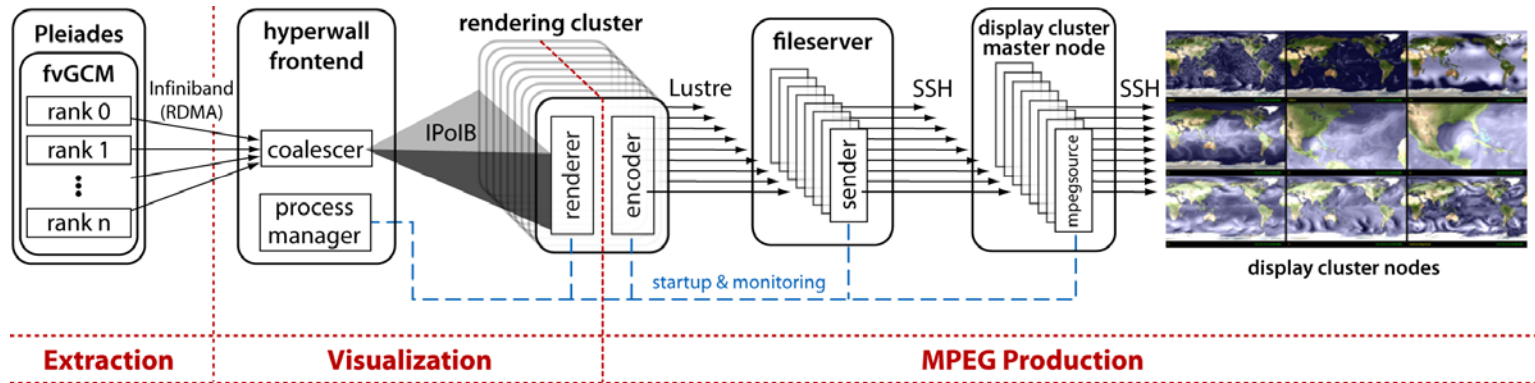 Pleiades
fvGCM
rank 0
rank 1
rank n
Infiniband
(RDMA)
hyperwall
frontend
coalescer
process
manager
IPoIB
rendering cluster
renderer
encoder
Lustre
fileserver
sender
SSH
display cluster
master node
mpegsource
SSH
display cluster nodes
startup & monitoring
Extraction
Visualization
MPEG Production